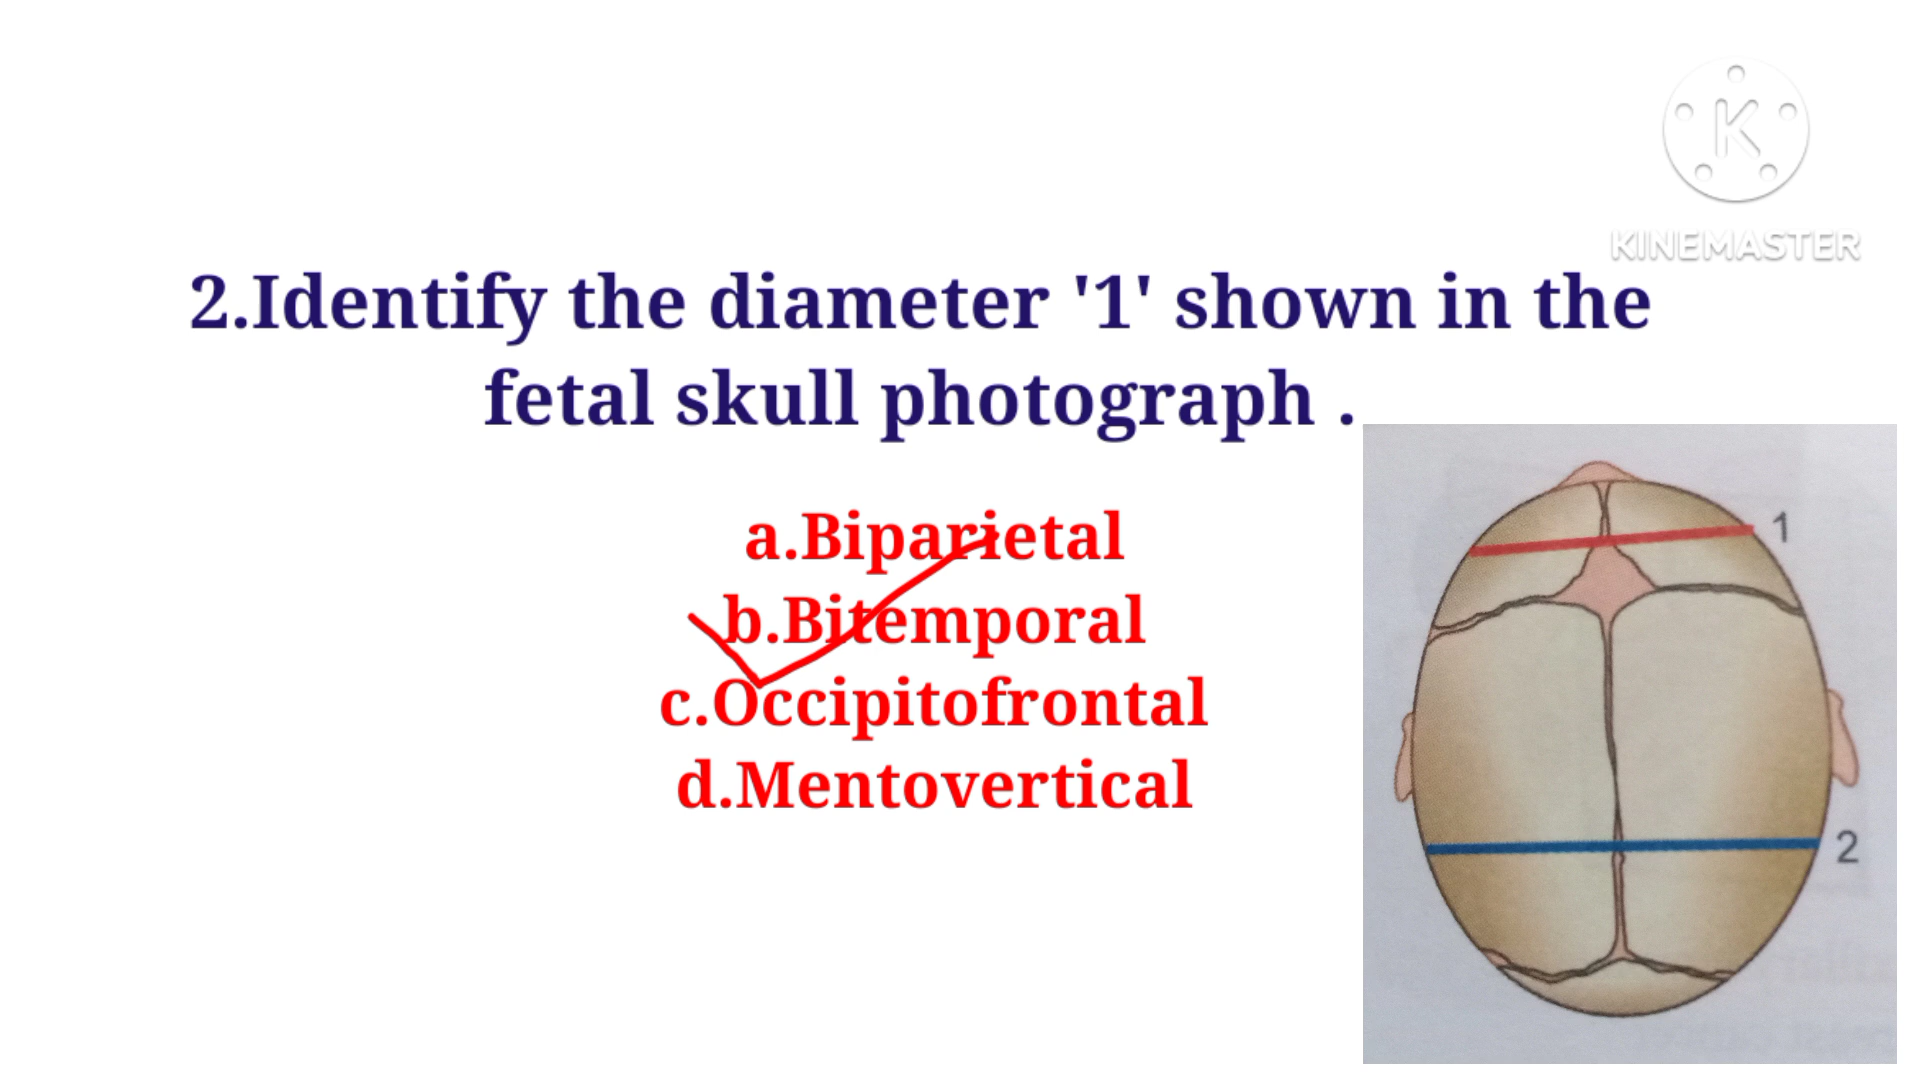 K
KINEMASTER
2.Identify the diameter '1' shown in the
fetal skull photograph .
a.Biparietal
b.Bitemporal
c.Occipitofrontal
d.Mentovertical
1
2